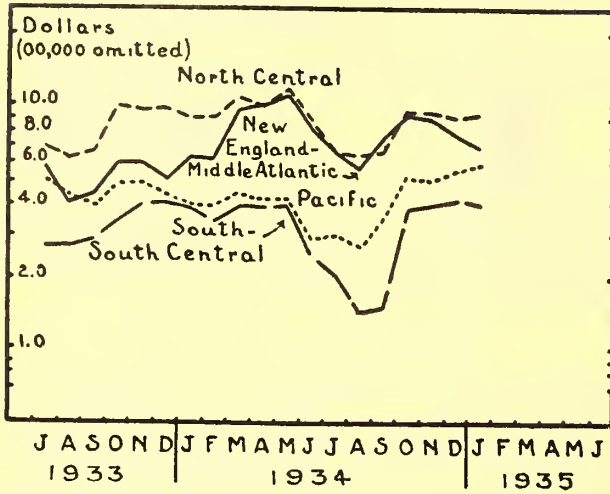 Dollars
(00,000 omitted)
North Central
10.0
8.0
New
England-
6.0
Middle Atlantic
Pacific
4.0
South-
South Central
2.0
1.0
J A S O N D J F M A M J J A S O N D J F M A M J
1933 1934 1935